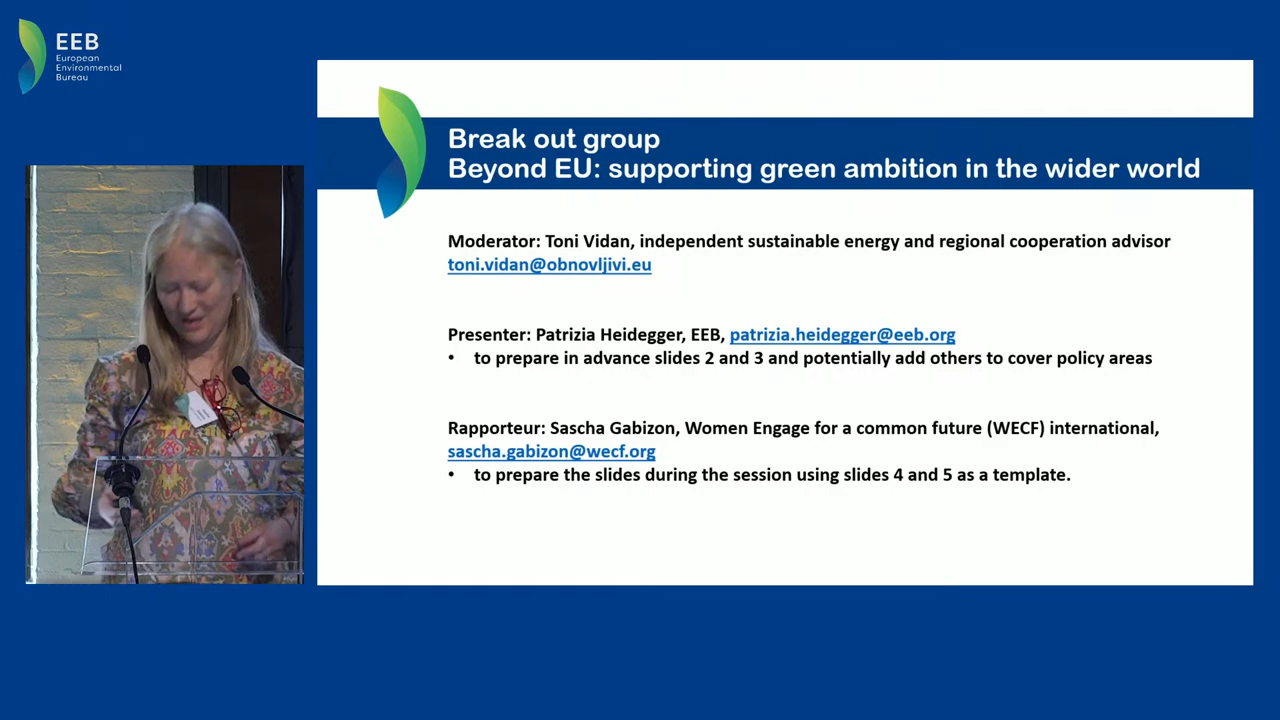 EEB
European
Environmental
Bureau
Break out group
Beyond EU: supporting green ambition in the wider world
Moderator: Toni Vidan, independent sustainable energy and regional cooperation advisor
toni.vidan@obnovljivi.eu
Presenter: Patrizia Heidegger, EEB, patrizia.heidegger@eeb.org
• to prepare in advance slides 2 and 3 and potentially add others to cover policy areas
Rapporteur: Sascha Gabizon, Women Engage for a common future (WECF) international,
sascha.gabizon@wecf.org
• to prepare the slides during the session using slides 4 and 5 as a template.